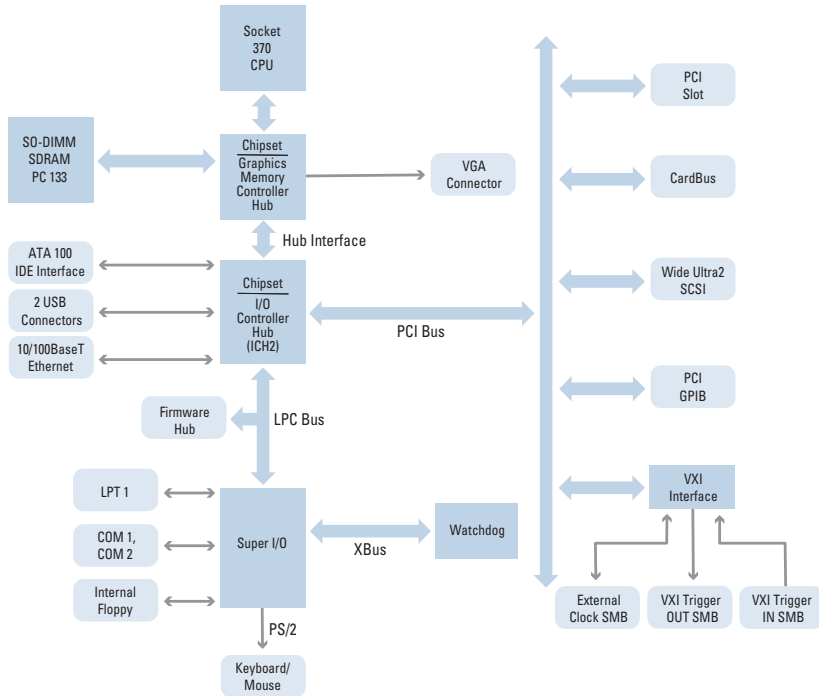 Socket
370
CPU
PCI
Slot
SO-DIMM
SDRAM
PC 133
Chipset
Graphics
Memory
Controller
Hub
VGA
Connector
CardBus
Hub Interface
ATA 100
IDE Interface
Chipset
I/O
Controller
Hub
(ICH2)
Wide Ultra2
SCSI
2 USB
Connectors
PCI Bus
10/100BaseT
Ethernet
PCI
GPIB
Firmware
Hub
LPC Bus
LPT 1
VXI
Interface
COM 1,
COM 2
Super I/O
XBus
Watchdog
Internal
Floppy
External
Clock SMB
VXI Trigger
OUT SMB
VXI Trigger
IN SMB
PS/2
Keyboard/
Mouse